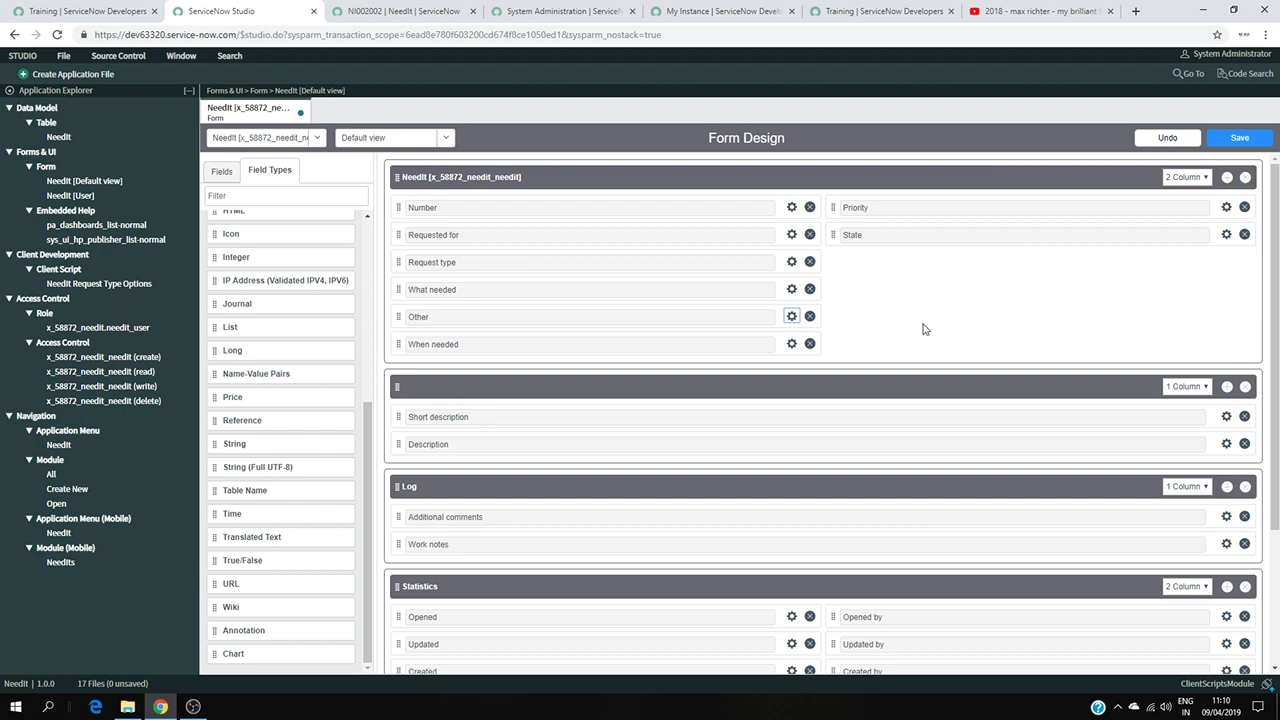 Training | ServiceNow Developers
ServiceNow Studio
NI002002 | NeedIt | ServiceNow
System Administration | ServiceN
My Instance | ServiceNow Develo
Training | ServiceNow Developers
2018 - max richter - my brilliant f
https://dev63320.service-now.com/$studio.do?sysparm_transaction_scope=6ead8e780f603200cd674f8ce1050ed1&sysparm_nostack=true
STUDIO File Source Control Window Search
System Administrator
Create Application File
Go To Code Search
Application Explorer
[—]
Forms & UI > Form > NeedIt [Default view]
Data Model
Table
NeedIt
Forms & UI
Form
NeedIt [Default view]
NeedIt [User]
Embedded Help
pa_dashboards_list-normal
sys_ui_hp_publisher_list-normal
Client Development
Client Script
NeedIt Request Type Options
Access Control
Role
x_58872_needit.needit_user
Access Control
x_58872_needit_needit (create)
x_58872_needit_needit (read)
x_58872_needit_needit (write)
x_58872_needit_needit (delete)
Navigation
Application Menu
NeedIt
Module
All
Create New
Open
Application Menu (Mobile)
NeedIt
Module (Mobile)
NeedIts
NeedIt [x_58872_ne...
Form
NeedIt [x_58872_needit_ne
Default view
Form Design
Undo
Save
Fields
Field Types
Filter
HTML
Icon
Integer
IP Address (Validated IPV4, IPV6)
Journal
List
Long
Name-Value Pairs
Price
Reference
String
String (Full UTF-8)
Table Name
Time
Translated Text
True/False
URL
Wiki
Annotation
Chart
NeedIt [x_58872_needit_needit]
2 Column
Number
Priority
Requested for
State
Request type
What needed
Other
When needed
1 Column
Short description
Description
Log
1 Column
Additional comments
Work notes
Statistics
2 Column
Opened
Opened by
Updated
Updated by
Created
Created by
NeedIt | 1.0.0
17 Files (0 unsaved)
ClientScriptsModule
ENG
IN
11:10
09/04/2019